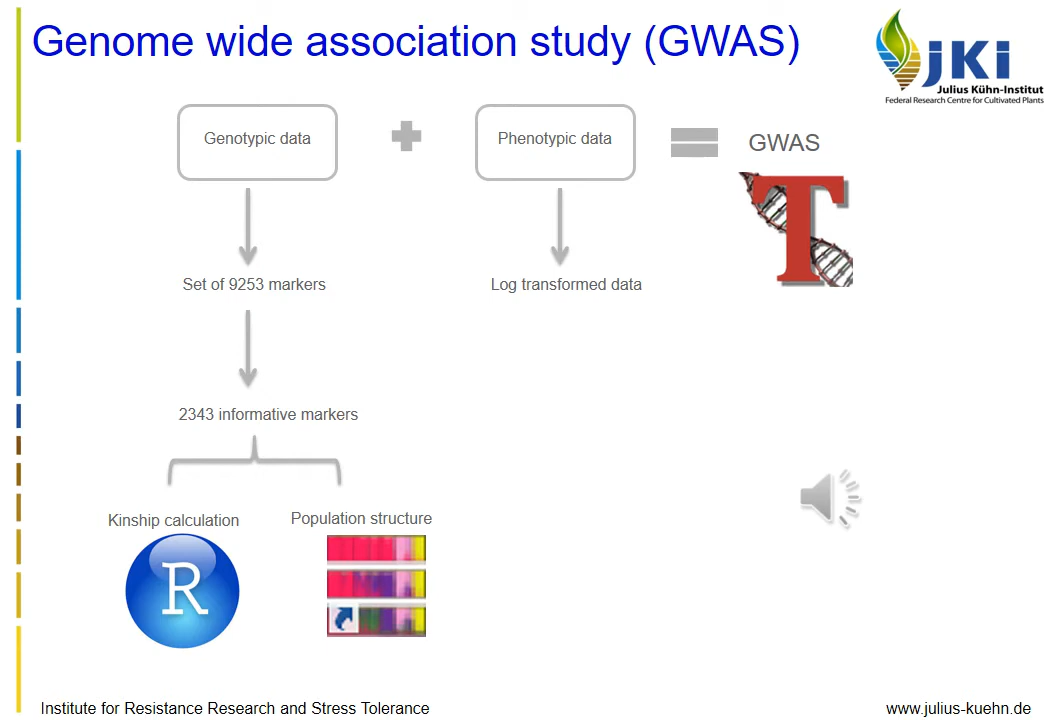 Genome wide association study (GWAS)
JKi
Julius Kühn-Institut
Federal Research Centre for Cultivated Plants
Genotypic data
Phenotypic data
GWAS
T
Set of 9253 markers
Log transformed data
2343 informative markers
Kinship calculation
Population structure
R
Institute for Resistance Research and Stress Tolerance
www.julius-kuehn.de